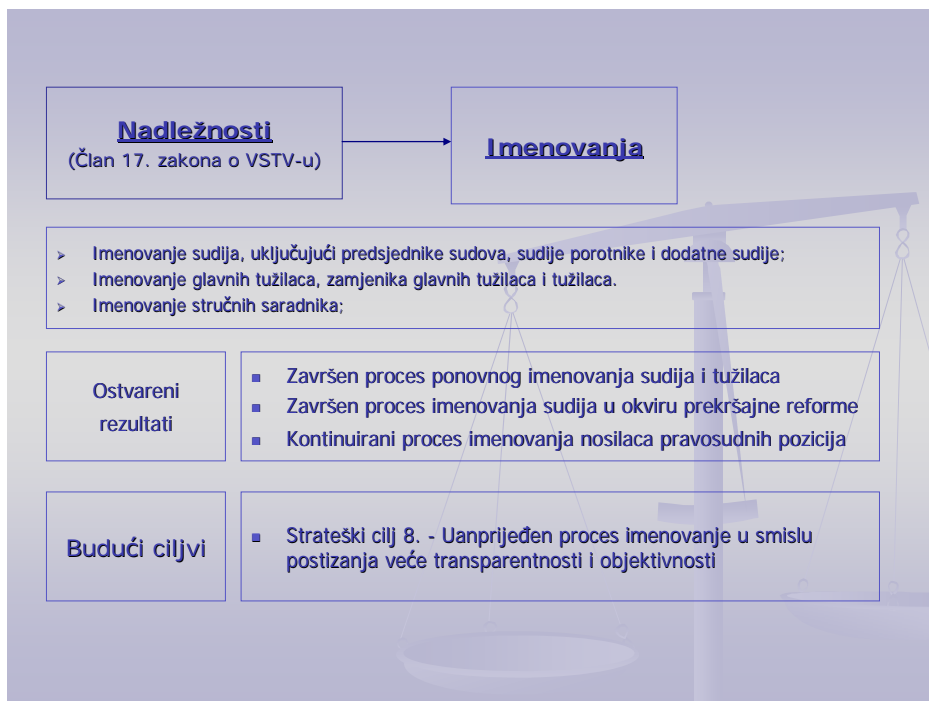 Nadležnosti
(Član 17. zakona o VSTV-u)
Imenovanja
Imenovanje sudija, uključujući predsjednike sudova, sudije porotnike i dodatne sudije;
Imenovanje glavnih tužilaca, zamjenika glavnih tužilaca i tužilaca.
Imenovanje stručnih saradnika;
Ostvareni
rezultati
Završen proces ponovnog imenovanja sudija i tužilaca
Završen proces imenovanja sudija u okviru prekršajne reforme
Kontinuirani proces imenovanja nosilaca pravosudnih pozicija
Budući ciljvi
Strateški cilj 8. - Uanprijeđen proces imenovanje u smislu
postizanja veće transparentnosti i objektivnosti